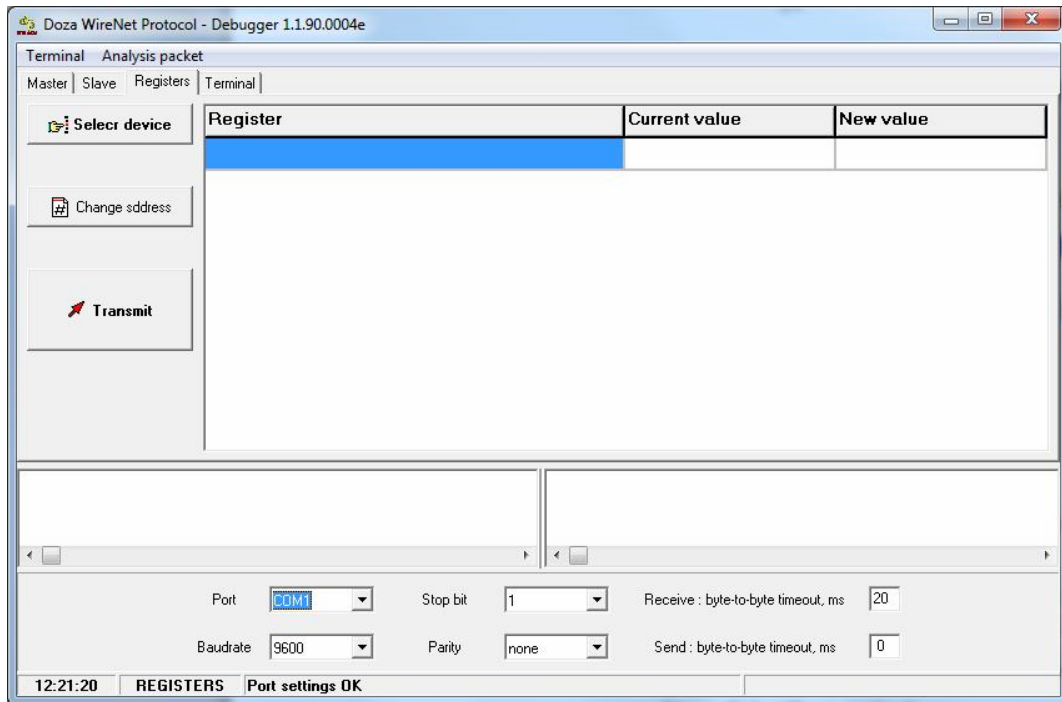 Doza WireNet Protocol - Debugger 1.1.90.0004e
Terminal Analysis packet
Master Slave Registers Terminal
Selecr device
Register Current value New value
# Change sddress
Transmit
Port COM1 Stop bit 1 Receive : byte-to-byte timeout, ms 20
Baudrate 9600 Parity none Send : byte-to-byte timeout, ms 0
12:21:20 REGISTERS Port settings OK